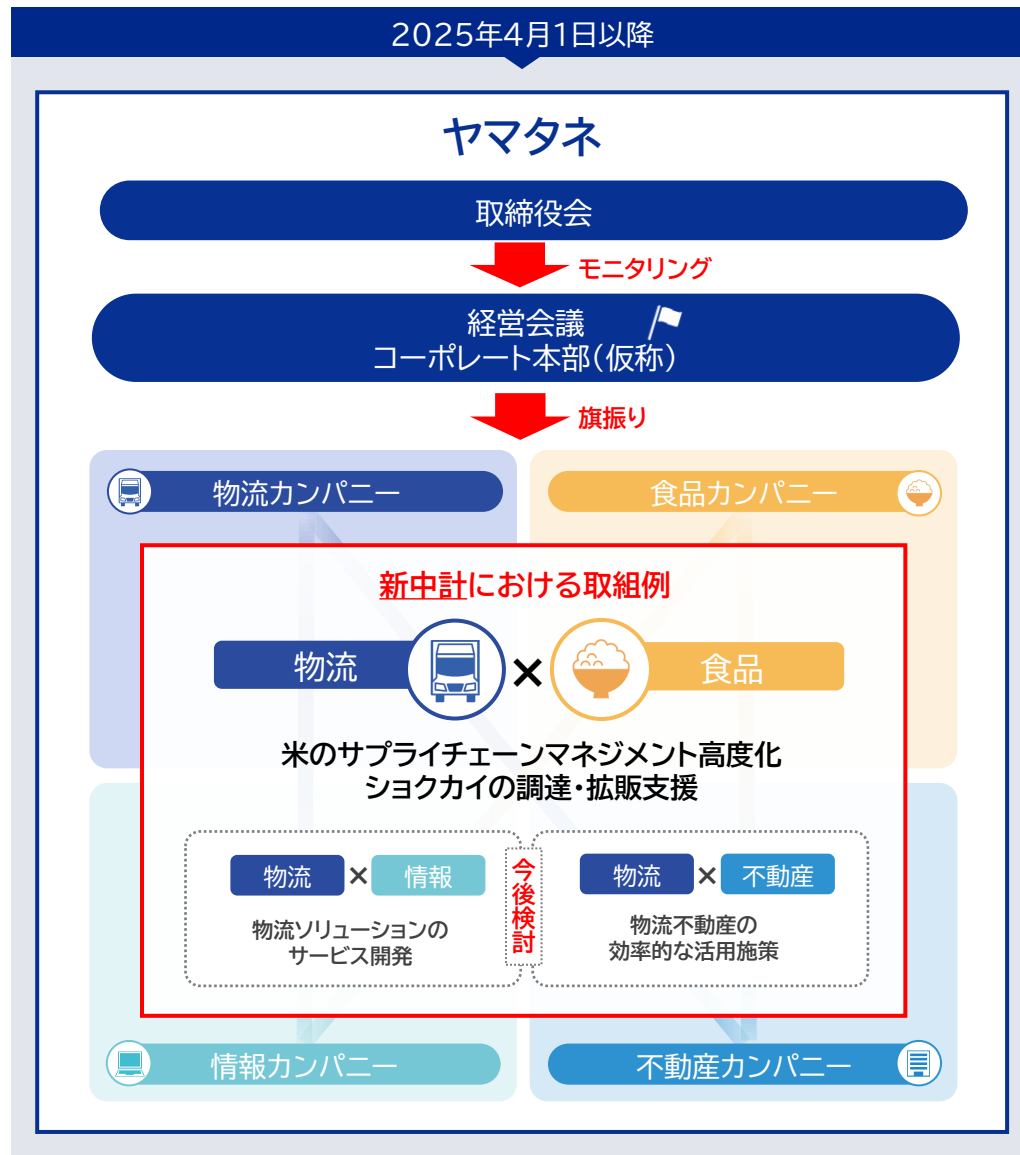 2025年4月1日以降
ヤマタネ
取締役会
モニタリング
経営会議
コーポレート本部(仮称)
旗振り
物流カンパニー
食品カンパニー
新中計における取組例
物流
×
食品
米のサプライチェーンマネジメント高度化
ショクカイの調達・拡販支援
物流×情報
物流ソリューションの
サービス開発
今後検討
物流×不動産
物流不動産の
効率的な活用施策
情報カンパニー
不動産カンパニー